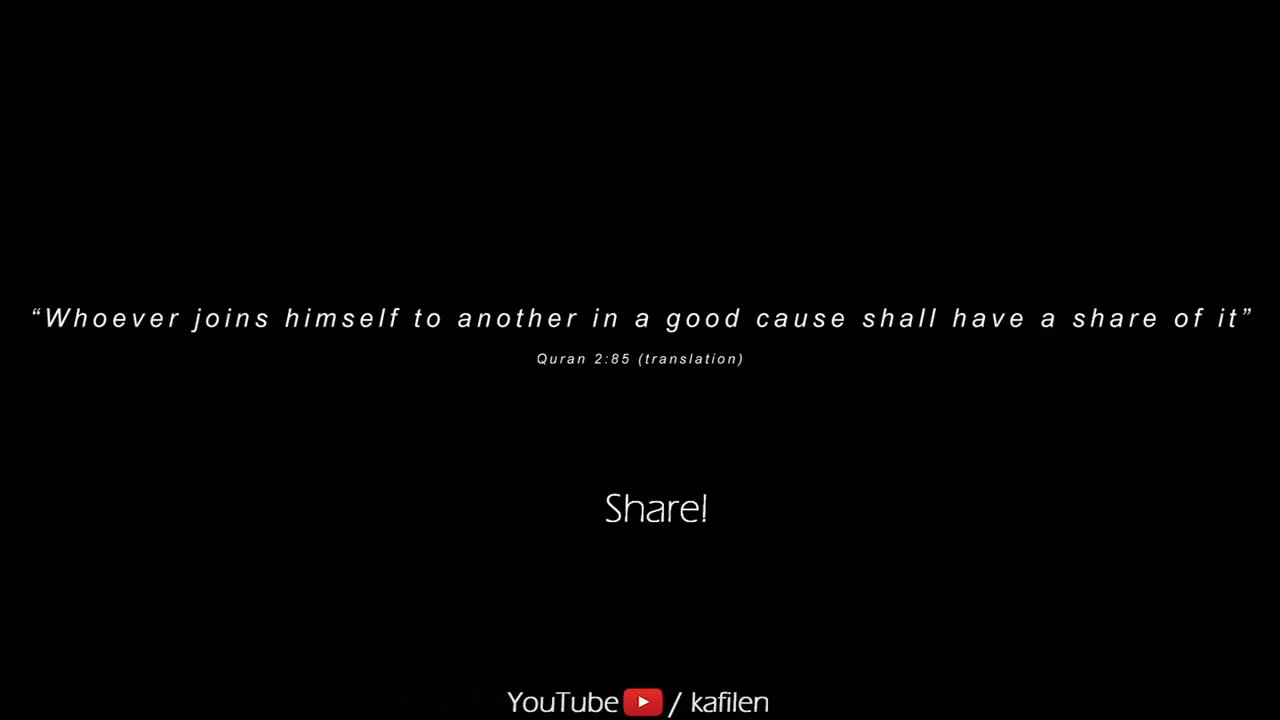 “Whoever joins himself to another in a good cause shall have a share of it”
Quran 2:85 (translation)
Share!
YouTube / kafilen